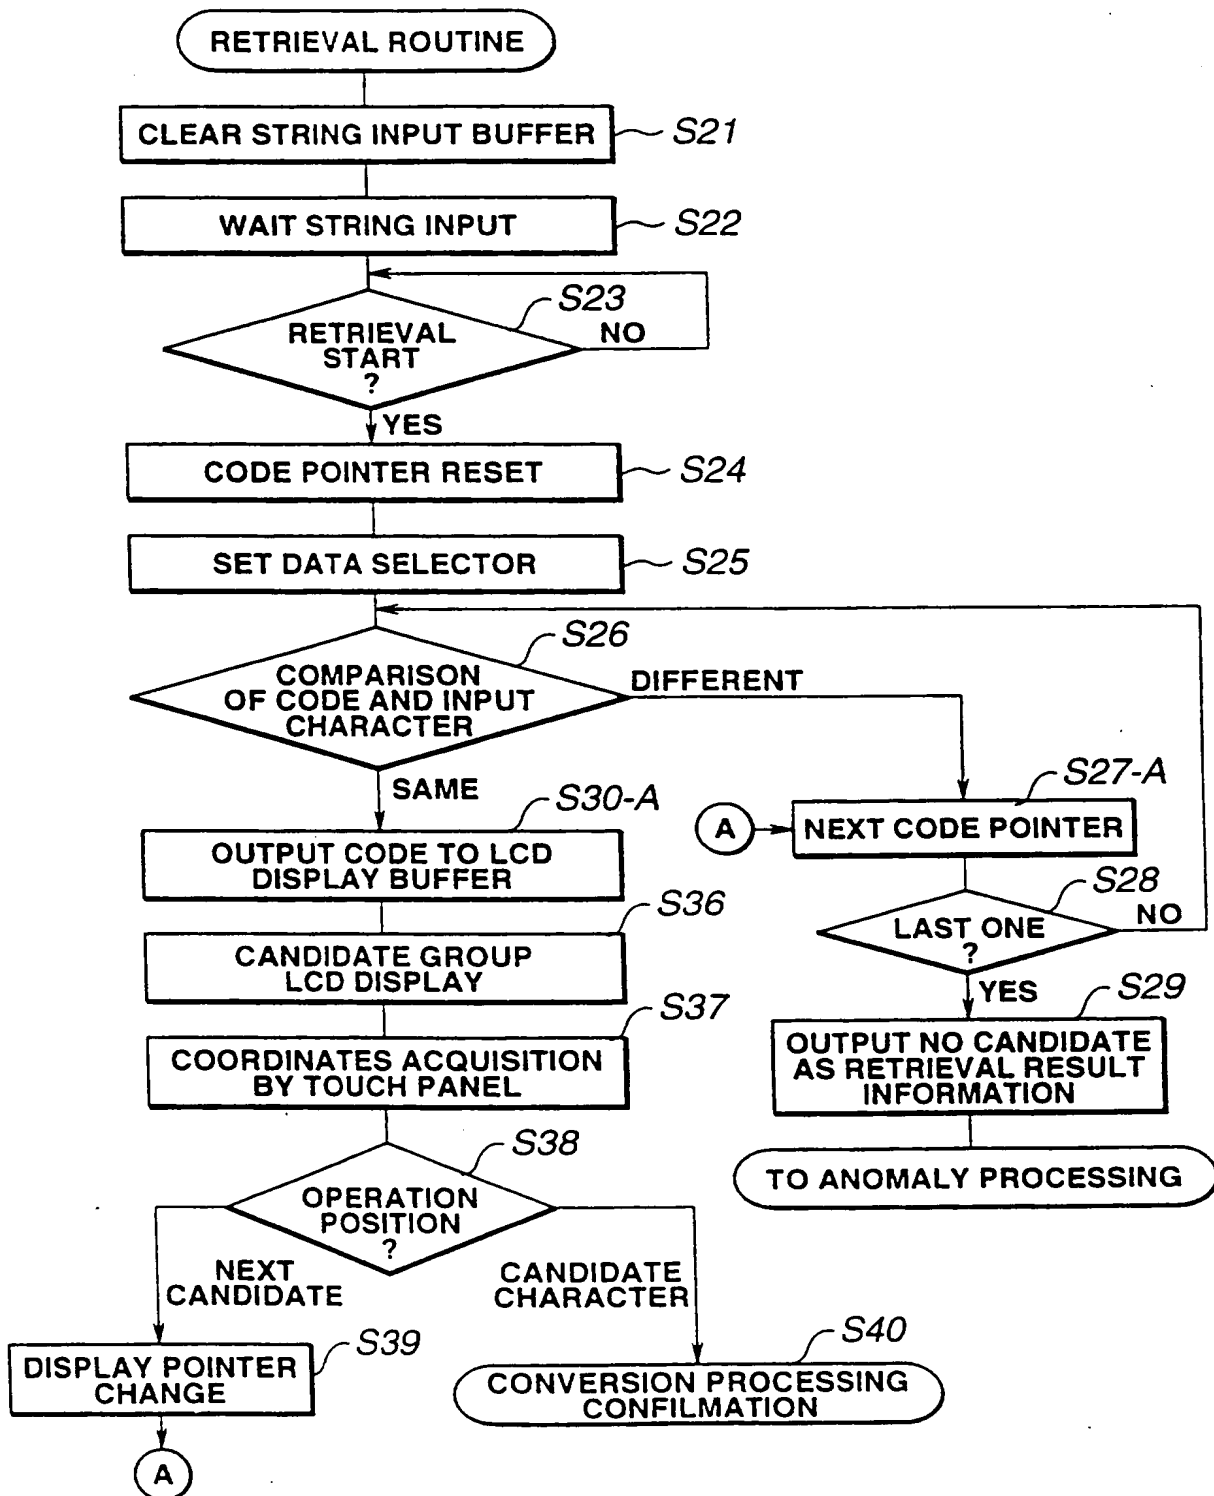 RETRIEVAL ROUTINE
CLEAR STRING INPUT BUFFER
S21
WAIT STRING INPUT
S22
S23
RETRIEVAL
START
?
NO
YES
CODE POINTER RESET
S24
SET DATA SELECTOR
S25
S26
COMPARISON
OF CODE AND INPUT
CHARACTER
DIFFERENT
SAME
S30-A
OUTPUT CODE TO LCD
DISPLAY BUFFER
S27-A
A
NEXT CODE POINTER
S28
LAST ONE
?
NO
YES
S36
CANDIDATE GROUP
LCD DISPLAY
S29
OUTPUT NO CANDIDATE
AS RETRIEVAL RESULT
INFORMATION
S37
COORDINATES ACQUISITION
BY TOUCH PANEL
TO ANOMALY PROCESSING
S38
OPERATION
POSITION
?
NEXT
CANDIDATE
CANDIDATE
CHARACTER
S39
DISPLAY POINTER
CHANGE
S40
CONVERSION PROCESSING
CONFILMATION
A